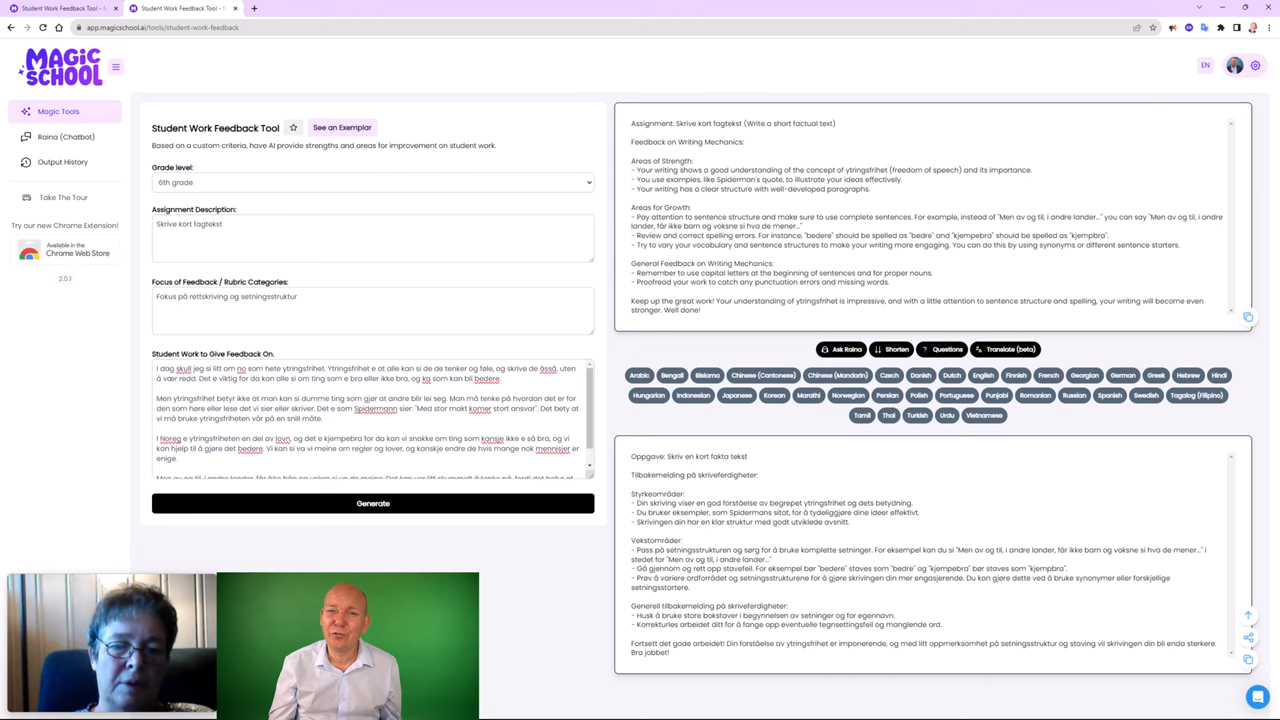 Student Work Feedback Tool
Student Work Feedback Tool
app.magicschool.ai/tools/student-work-feedback
MAGIC SCHOOL
EN
Magic Tools
Raina (Chatbot)
Output History
Take The Tour
Try our new Chrome Extension!
Available in the
Chrome Web Store
2.0.1
Student Work Feedback Tool
See an Exemplar
Based on a custom criteria, have AI provide strengths and areas for improvement on student work.
Grade level:
6th grade
Assignment Description:
Skrive kort fagtekst
Focus of Feedback / Rubric Categories:
Fokus på rettskriving og setningsstruktur
Student Work to Give Feedback On.
I dag skull jeg si litt om no som hete ytringsfrihet. Ytringsfrihet e at alle kan si de de tenker og føle, og skrive de åsså, uten
å vær redd. Det e viktig for da kan alle si om ting som e bra eller ikke bra, og ka som kan bli bedere.
Men ytringsfrihet betyr ikke at man kan si dumme ting som gjør at andre blir lei seg. Man må tenke på hvordan det er for
den som høre eller lese det vi sier eller skriver. Det e som Spidermann sier: "Med stor makt komer stort ansvar". Det bety at
vi må bruke ytringsfriheten vår på en snill måte.
I Noreg e ytringsfriheten en del av lovn, og det e kjempebra for da kan vi snakke om ting som kansje ikke e så bra, og vi
kan hjelp til å gjøre det bedere. Vi kan si va vi meine om regler og lover, og kanskje endre de hvis mange nok mennisjer er
enige.
Men av og til, i andre lander, får ikke bån og vaksn si va de mener. Det kan ver litt skummelt å tenke på, fordi det betyr at
Generate
Assignment: Skrive kort fagtekst (Write a short factual text)
Feedback on Writing Mechanics:
Areas of Strength:
- Your writing shows a good understanding of the concept of ytringsfrihet (freedom of speech) and its importance.
- You use examples, like Spiderman's quote, to illustrate your ideas effectively.
- Your writing has a clear structure with well-developed paragraphs.
Areas for Growth:
- Pay attention to sentence structure and make sure to use complete sentences. For example, instead of "Men av og til, i andre lander..." you can say "Men av og til, i andre
lander, får ikke barn og voksne si hva de mener..."
- Review and correct spelling errors. For instance, "bedere" should be spelled as "bedre" and "kjempebra" should be spelled as "kjempebra".
- Try to vary your vocabulary and sentence structures to make your writing more engaging. You can do this by using synonyms or different sentence starters.
General Feedback on Writing Mechanics:
- Remember to use capital letters at the beginning of sentences and for proper nouns.
- Proofread your work to catch any punctuation errors and missing words.
Keep up the great work! Your understanding of ytringsfrihet is impressive, and with a little attention to sentence structure and spelling, your writing will become even
stronger. Well done!
Ask Raina Shorten Questions Translate (beta)
Arabic Bengali Bislama Chinese (Cantonese) Chinese (Mandarin) Czech Danish Dutch English Finnish French Georgian German Greek Hebrew Hindi
Hungarian Indonesian Japanese Korean Marathi Norwegian Persian Polish Portuguese Punjabi Romanian Russian Spanish Swedish Tagalog (Filipino)
Tamil Thai Turkish Urdu Vietnamese
Oppgave: Skriv en kort fakta tekst
Tilbakemelding på skriveferdigheter:
Styrkeområder:
- Din skriving viser en god forståelse av begrepet ytringsfrihet og dets betydning.
- Du bruker eksempler, som Spidermans sitat, for å tydeliggjøre dine ideer effektivt.
- Skrivingen din har en klar struktur med godt utviklede avsnitt.
Vekstområder:
- Pass på setningsstrukturen og sørg for å bruke komplette setninger. For eksempel kan du si "Men av og til, i andre lander, får ikke barn og voksne si hva de mener..." i
stedet for "Men av og til, i andre lander..."
- Gå gjennom og rett opp stavefeil. For eksempel bør "bedere" staves som "bedre" og "kjempebra" bør staves som "kjempebra".
- Prøv å variere ordforrådet og setningsstrukturene for å gjøre skrivingen din mer engasjerende. Du kan gjøre dette ved å bruke synonymer eller forskjellige
setningsstartere.
Generell tilbakemelding på skriveferdigheter:
- Husk å bruke store bokstaver i begynnelsen av setninger og for egennavn.
- Korrekturles arbeidet ditt for å fange opp eventuelle tegnsettingsfeil og manglende ord.
Fortsett det gode arbeidet! Din forståelse av ytringsfrihet er imponerende, og med litt oppmerksomhet på setningsstruktur og staving vil skrivingen din bli enda sterkere.
Bra jobbet!